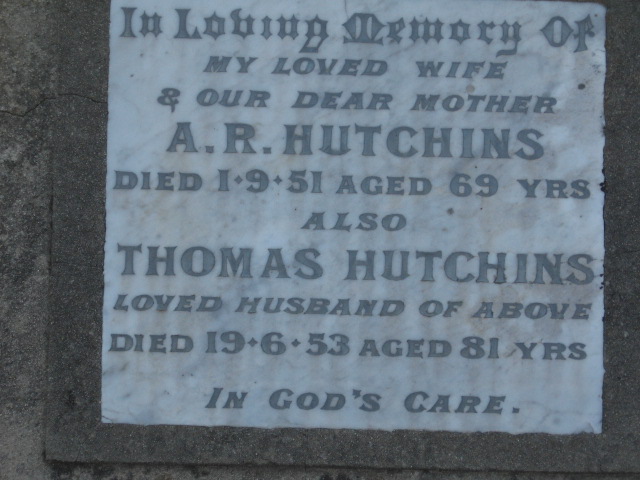 In Loving Memory Of
MY LOVED WIFE
& OUR DEAR MOTHER
A.R. HUTCHINS
DIED 1·9·51 AGED 69 YRS
ALSO
THOMAS HUTCHINS
LOVED HUSBAND OF ABOVE
DIED 19·6·53 AGED 81 YRS
IN GOD'S CARE.